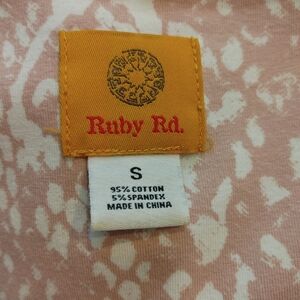 Ruby Rd.
S
95% COTTON
5% SPANDEX
MADE IN CHINA